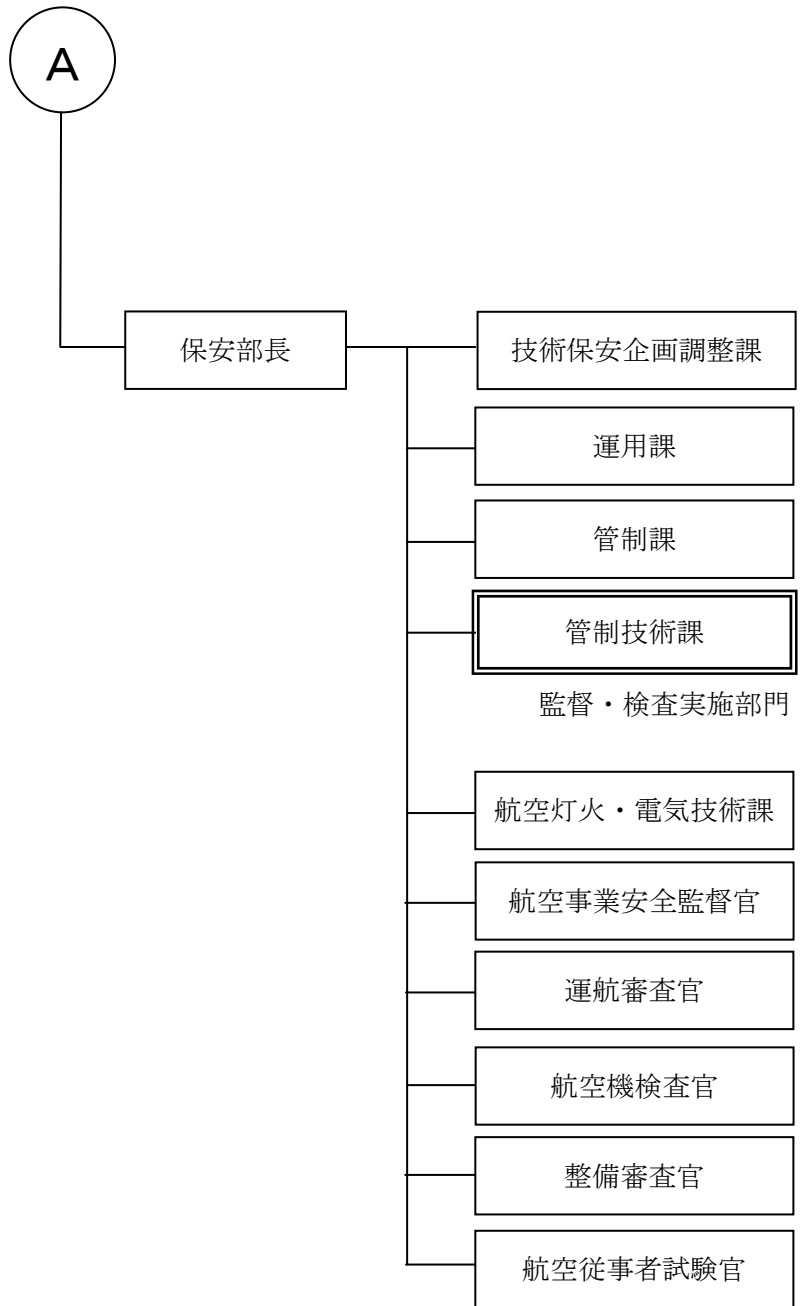 A
保安部長
技術保安企画調整課
運用課
管制課
管制技術課
監督・検査実施部門
航空灯火・電気技術課
航空事業安全監督官
運航審査官
航空機検査官
整備審査官
航空従事者試験官